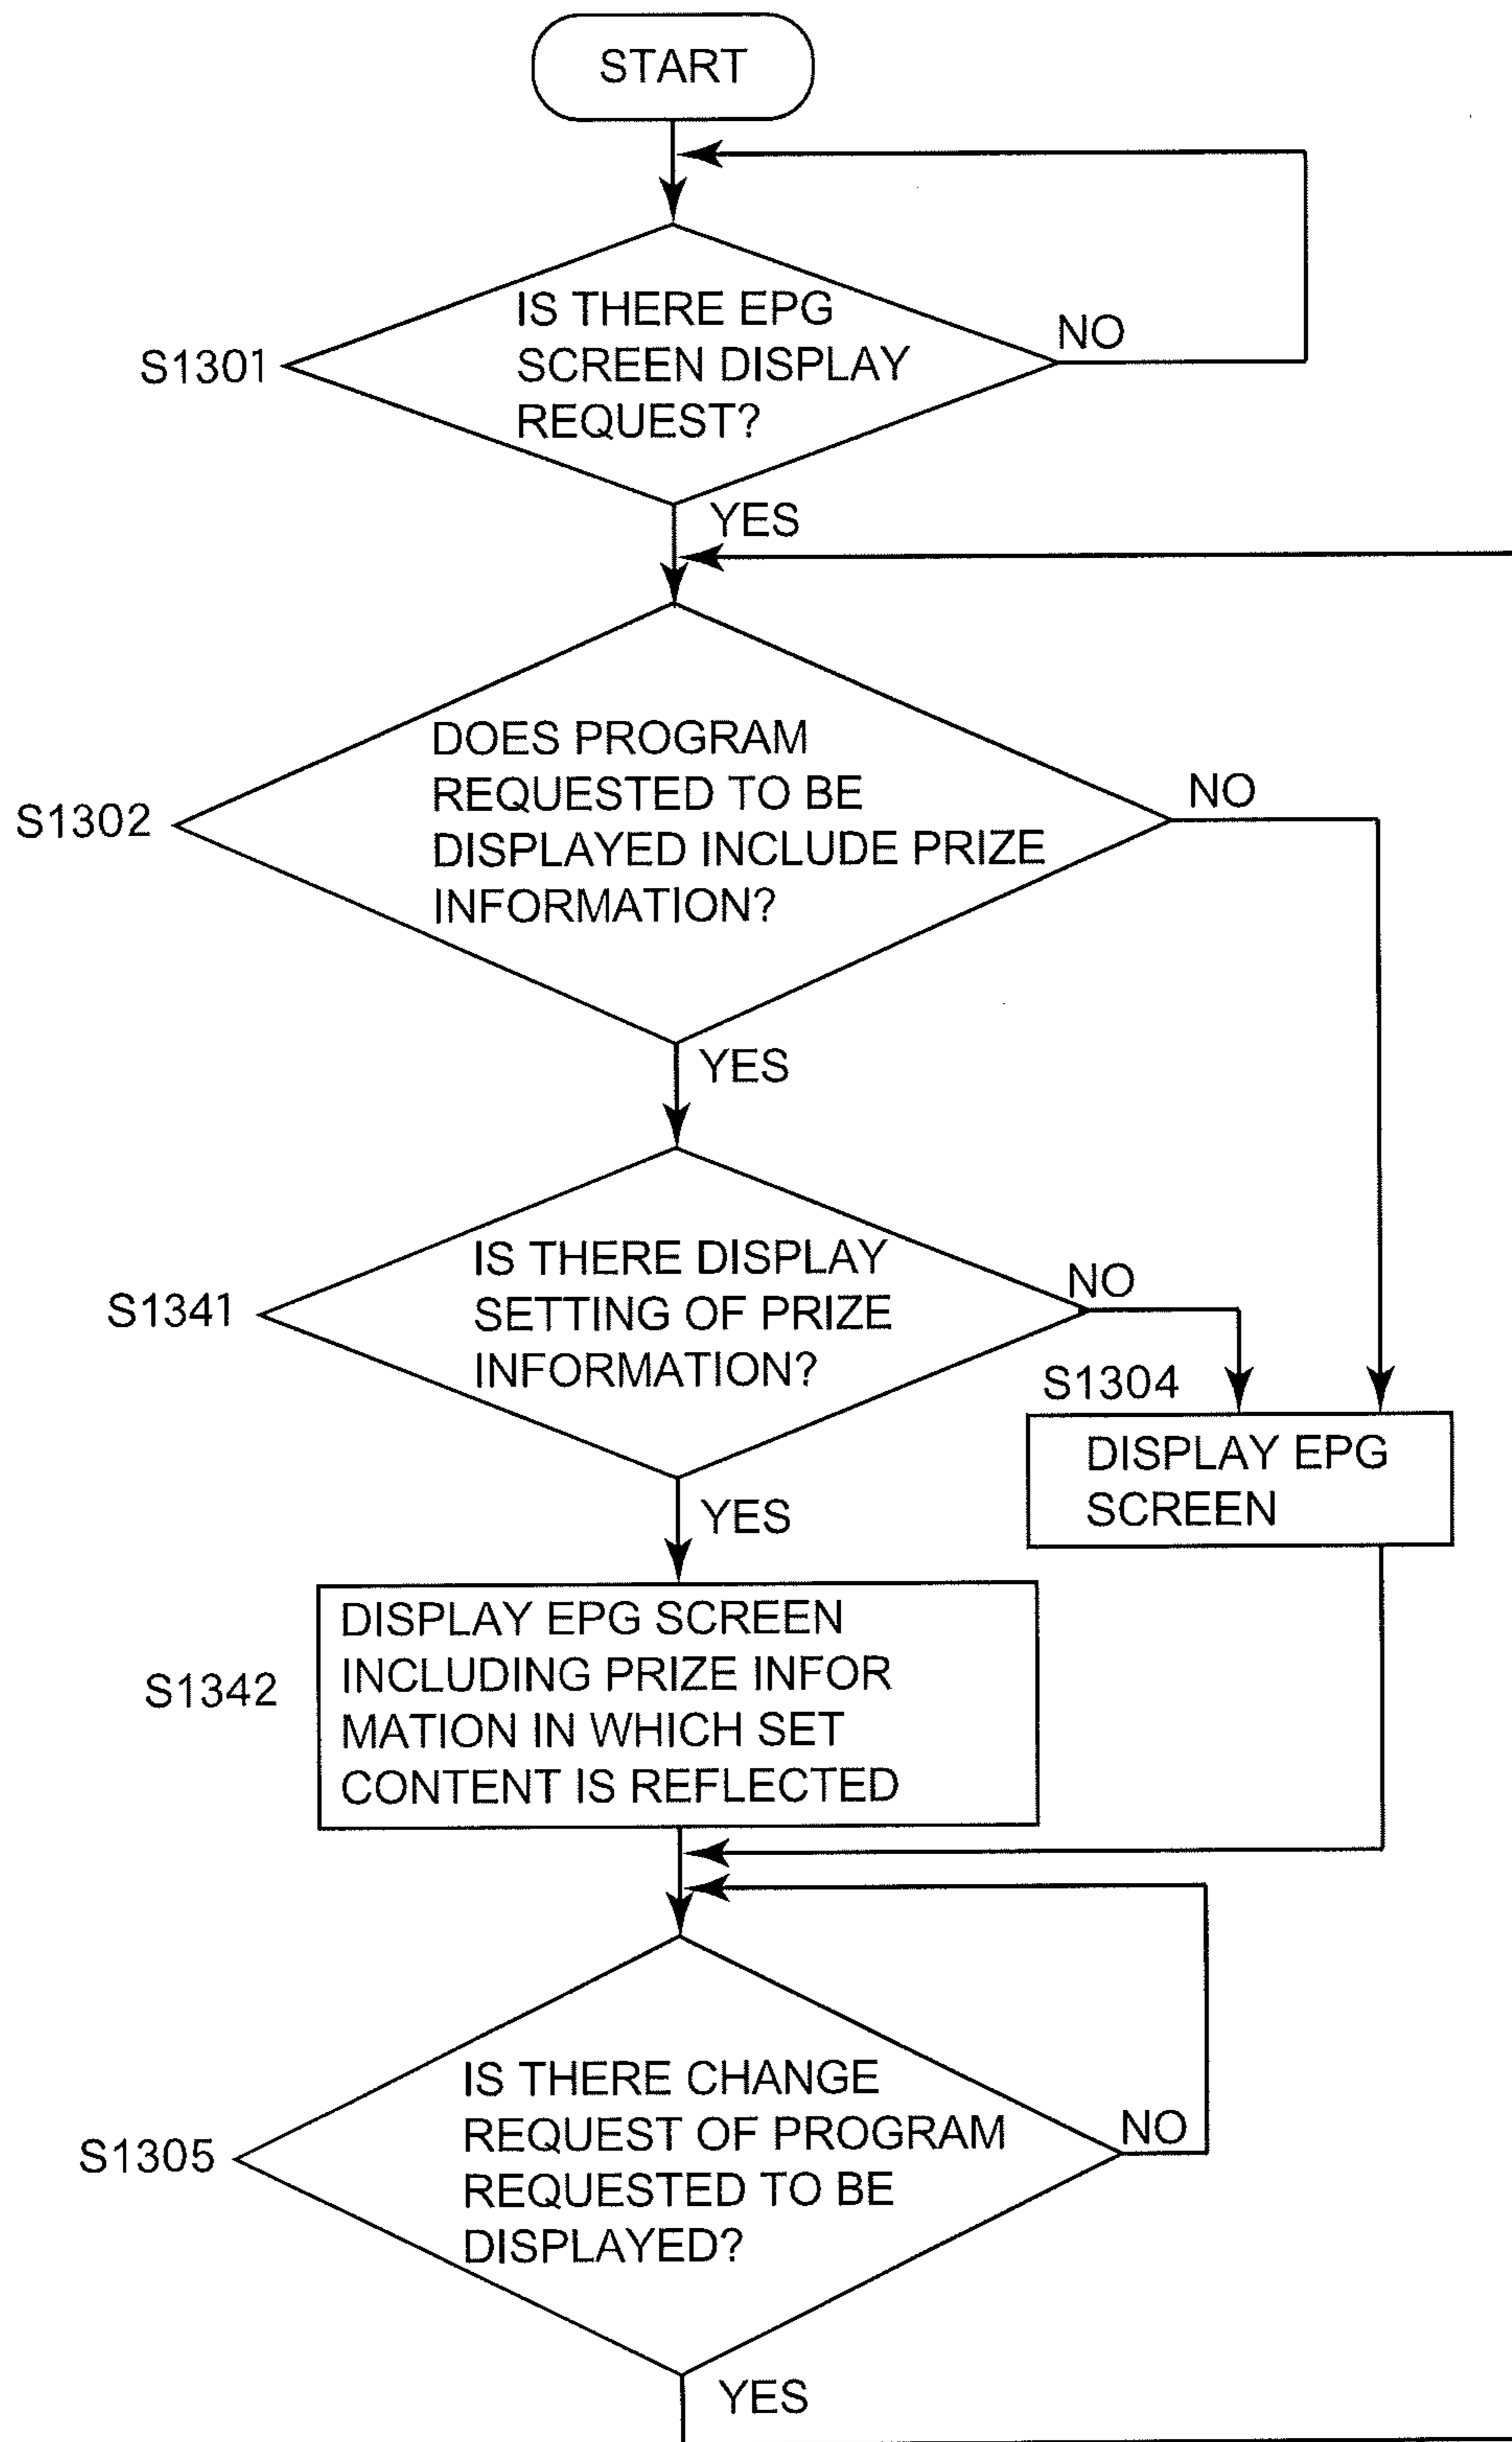 START
IS THERE EPG
SCREEN DISPLAY
REQUEST?
S1301
NO
YES
DOES PROGRAM
REQUESTED TO BE
DISPLAYED INCLUDE PRIZE
INFORMATION?
S1302
NO
YES
IS THERE DISPLAY
SETTING OF PRIZE
INFORMATION?
S1341
NO
S1304
DISPLAY EPG
SCREEN
YES
DISPLAY EPG SCREEN
INCLUDING PRIZE INFOR
MATION IN WHICH SET
CONTENT IS REFLECTED
S1342
IS THERE CHANGE
REQUEST OF PROGRAM
REQUESTED TO BE
DISPLAYED?
S1305
NO
YES